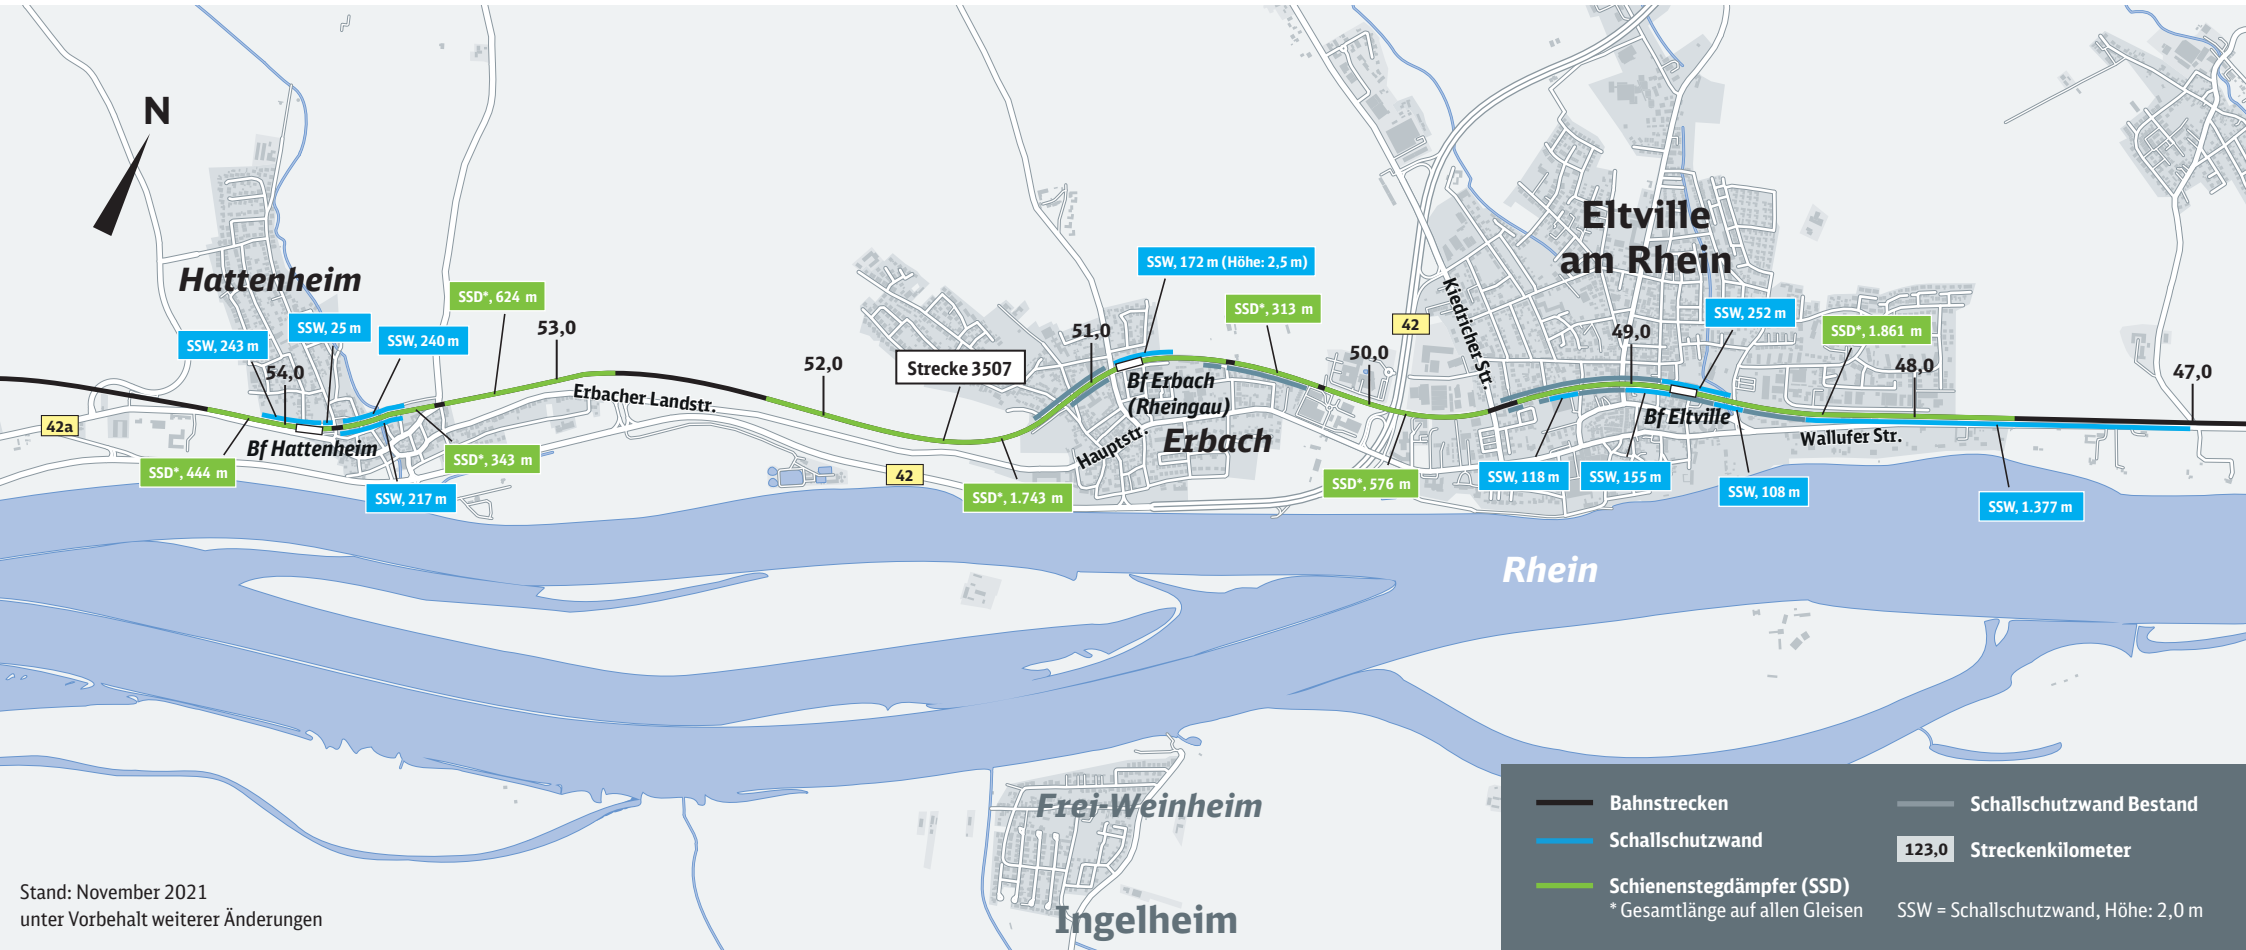 N
Hattenheim
SSW, 243 m
SSW, 25 m
SSW, 240 m
SSD*, 624 m
54,0
53,0
52,0
42a
SSD*, 444 m
Bf Hattenheim
SSW, 217 m
SSD*, 343 m
Erbacher Landstr.
Strecke 3507
42
SSD*, 1.743 m
51,0
SSW, 172 m (Höhe: 2,5 m)
SSD*, 313 m
Bf Erbach
(Rheingau)
Hauptstr.
Erbach
50,0
42
SSD*, 576 m
Kiedricher Str.
Eltville
am Rhein
49,0
SSW, 252 m
SSD*, 1.861 m
48,0
47,0
Bf Eltville
Wallufer Str.
SSW, 118 m
SSW, 155 m
SSW, 108 m
SSW, 1.377 m
Rhein
Frei-Weinheim
Ingelheim
Stand: November 2021
unter Vorbehalt weiterer Änderungen
Bahnstrecken
Schallschutzwand
Schienenstegdämpfer (SSD)
* Gesamtlänge auf allen Gleisen
Schallschutzwand Bestand
123,0 Streckenkilometer
SSW = Schallschutzwand, Höhe: 2,0 m